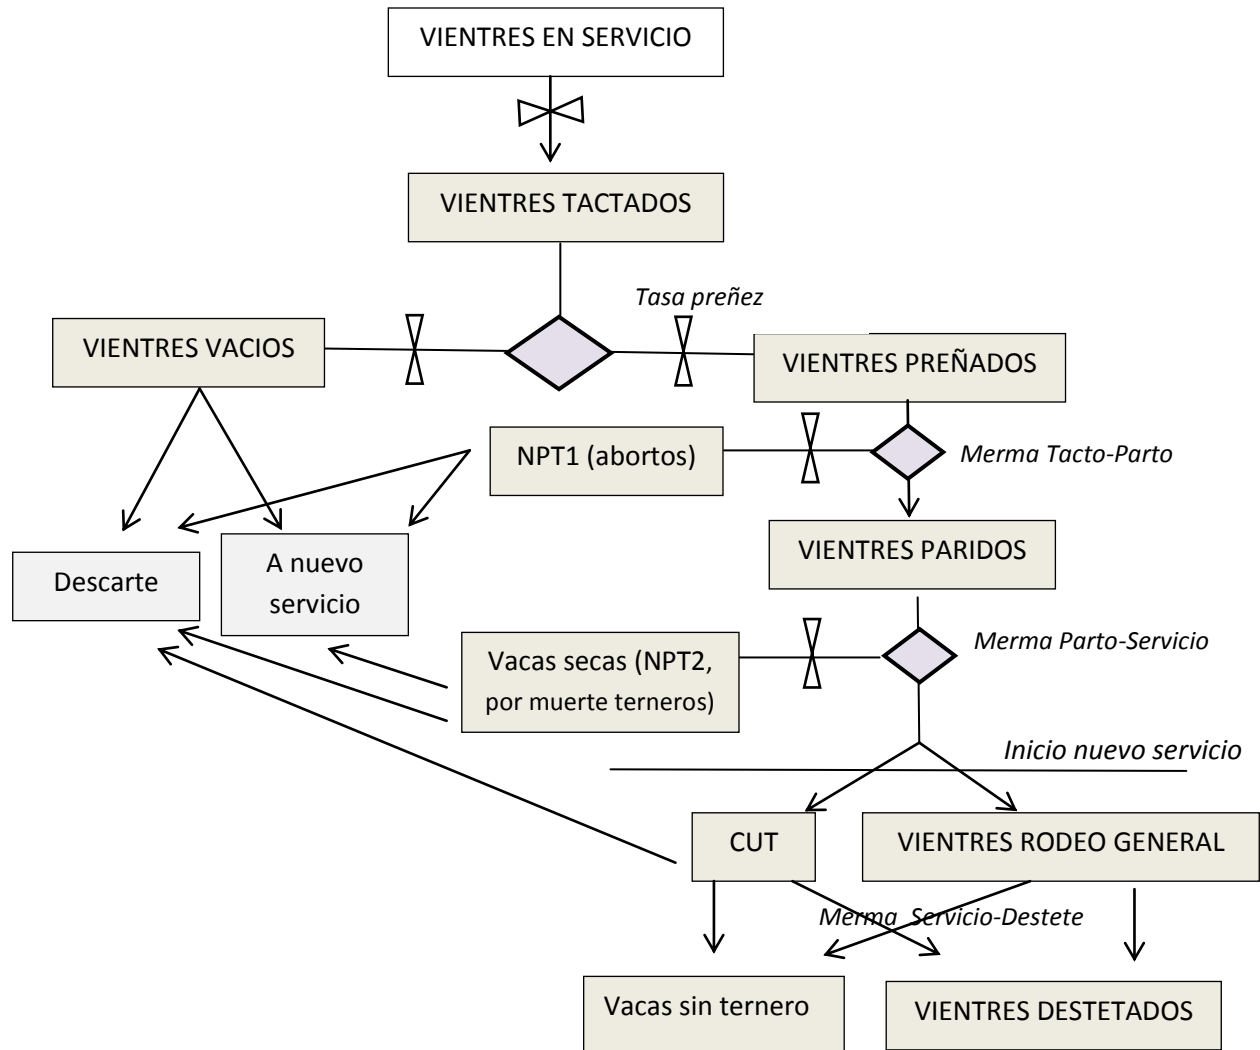 VIENTRES EN SERVICIO
VIENTRES TACTADOS
Tasa preñez
VIENTRES VACIOS
VIENTRES PREÑADOS
NPT1 (abortos)
Merma Tacto-Parto
VIENTRES PARIDOS
Descarte
A nuevo
servicio
Merma Parto-Servicio
Vacas secas (NPT2,
por muerte terneros)
Inicio nuevo servicio
CUT
VIENTRES RODEO GENERAL
Merma Servicio-Destete
Vacas sin ternero
VIENTRES DESTETADOS